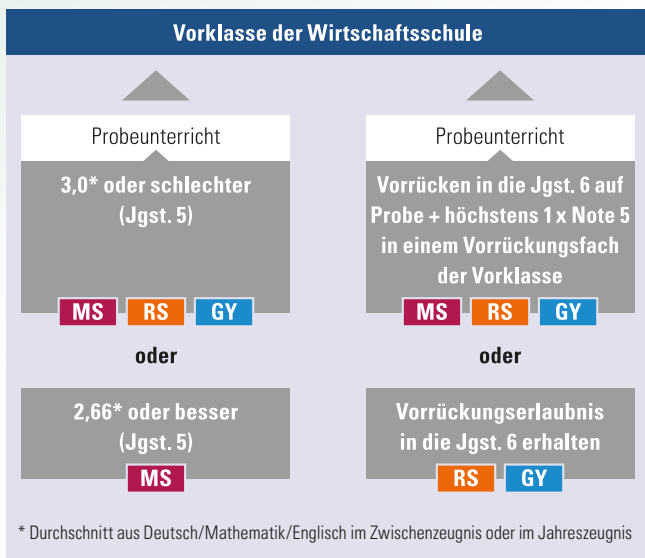 Vorklasse der Wirtschaftsschule
Probeunterricht
3,0* oder schlechter
(Jgst. 5)
MS RS GY
oder
2,66* oder besser
(Jgst. 5)
MS
Probeunterricht
Vorrücken in die Jgst. 6 auf
Probe + höchstens 1 x Note 5
in einem Vorrückungsfach
der Vorklasse
MS RS GY
oder
Vorrückungserlaubnis
in die Jgst. 6 erhalten
RS GY
* Durchschnitt aus Deutsch/Mathematik/Englisch im Zwischenzeugnis oder im Jahreszeugnis